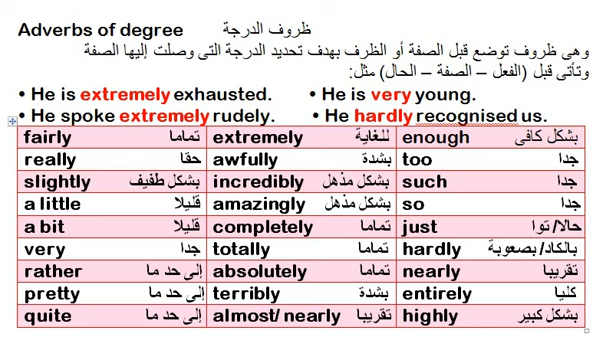 Adverbs of degree ظروف الدرجة
وهى ظروف توضع قبل الصفة أو الظرف بهدف تحديد الدرجة التى وصلت إليها الصفة
وتأتى قبل (الفعل – الصفة – الحال) مثل:
• He is extremely exhausted. • He is very young.
• He spoke extremely rudely. • He hardly recognised us.
fairly تماما extremely للغاية enough بشكل كافى
really حقا awfully بشدة too جدا
slightly بشكل طفيف incredibly بشكل مذهل such جدا
a little قليلا amazingly بشكل مذهل so جدا
a bit قليلا completely تماما just حالا/ توا
very جدا totally تماما hardly بالكاد/ بصعوبة
rather إلى حد ما absolutely تماما nearly تقريبا
pretty إلى حد ما terribly بشدة entirely كليا
quite إلى حد ما almost/ nearly تقريبا highly بشكل كبير